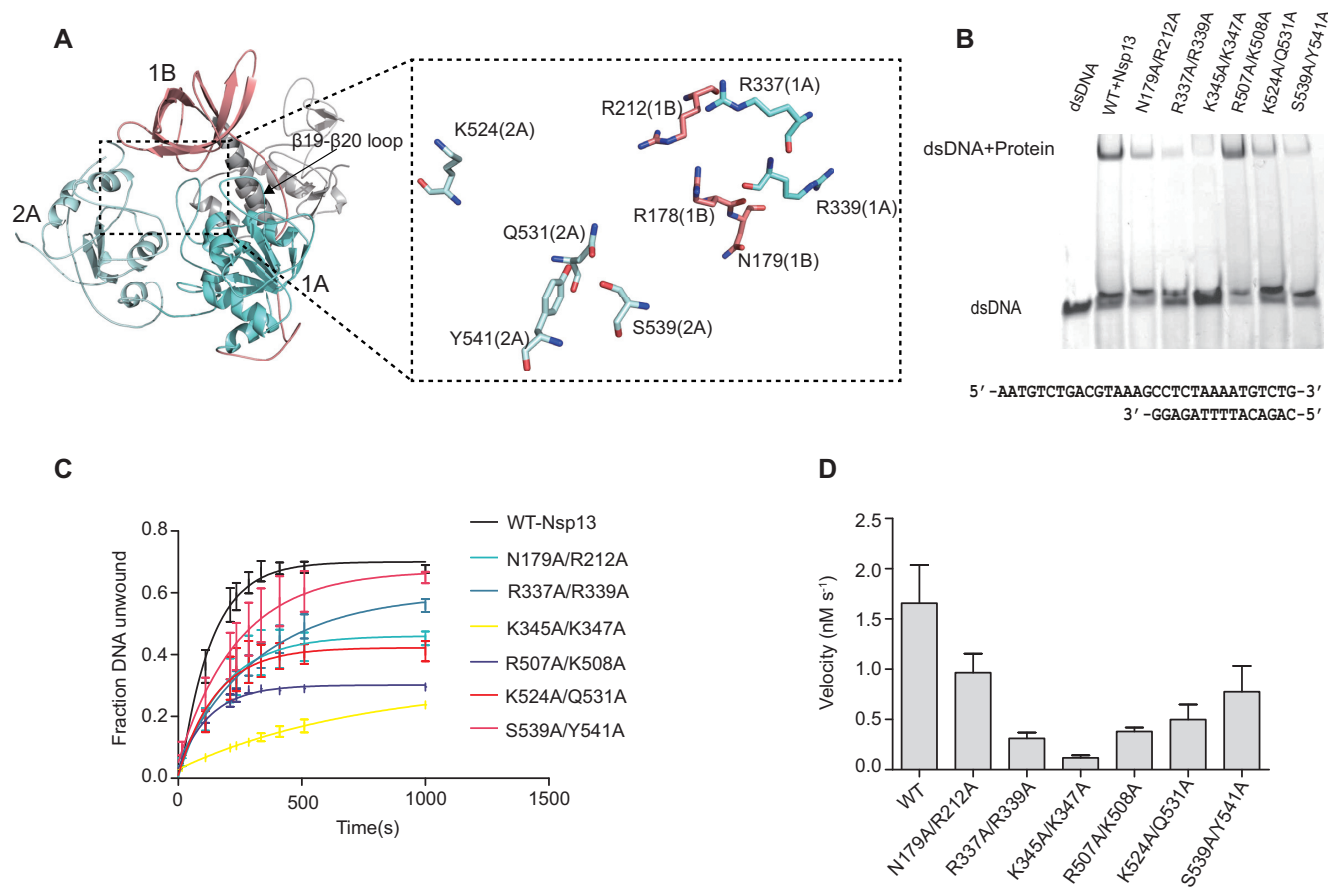 A
1B
β19-β20 loop
2A
1A
R337(1A)
R212(1B)
K524(2A)
R178(1B)
R339(1A)
Q531(2A)
N179(1B)
S539(2A)
Y541(2A)
B
dsDNA
WT+Nsp13
N179A/R212A
R337A/R339A
K345A/K347A
R507A/K508A
K524A/Q531A
S539A/Y541A
dsDNA+Protein
dsDNA
5’-AATGTCTGACGTAAAGCCTCTAAAATGTCTG-3’
3’-GGAGATTTTACAGAC-5’
C
Fraction DNA unwound
0.8
0.6
0.4
0.2
0.0
0
500
1000
1500
Time(s)
WT-Nsp13
N179A/R212A
R337A/R339A
K345A/K347A
R507A/K508A
K524A/Q531A
S539A/Y541A
D
Velocity (nM s⁻¹)
2.5
2.0
1.5
1.0
0.5
0.0
WT
N179A/R212A
R337A/R339A
K345A/K347A
R507A/K508A
K524A/Q531A
S539A/Y541A